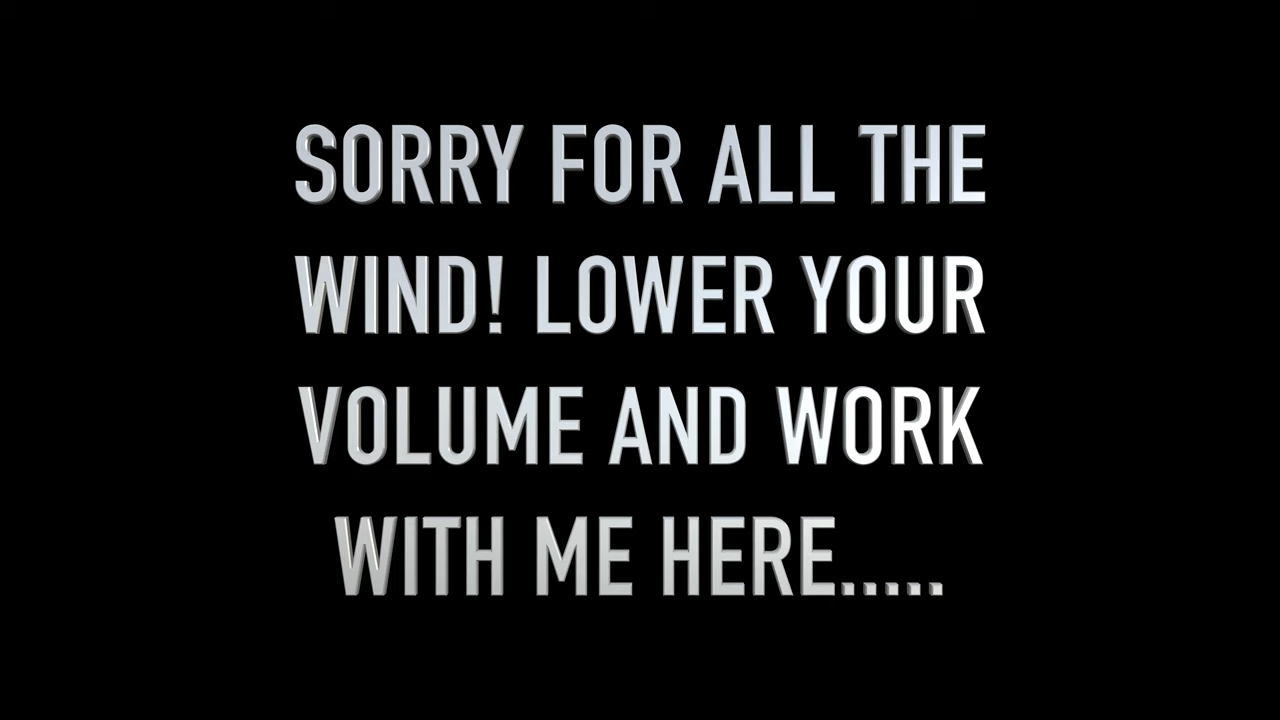 SORRY FOR ALL THE
WIND! LOWER YOUR
VOLUME AND WORK
WITH ME HERE.....